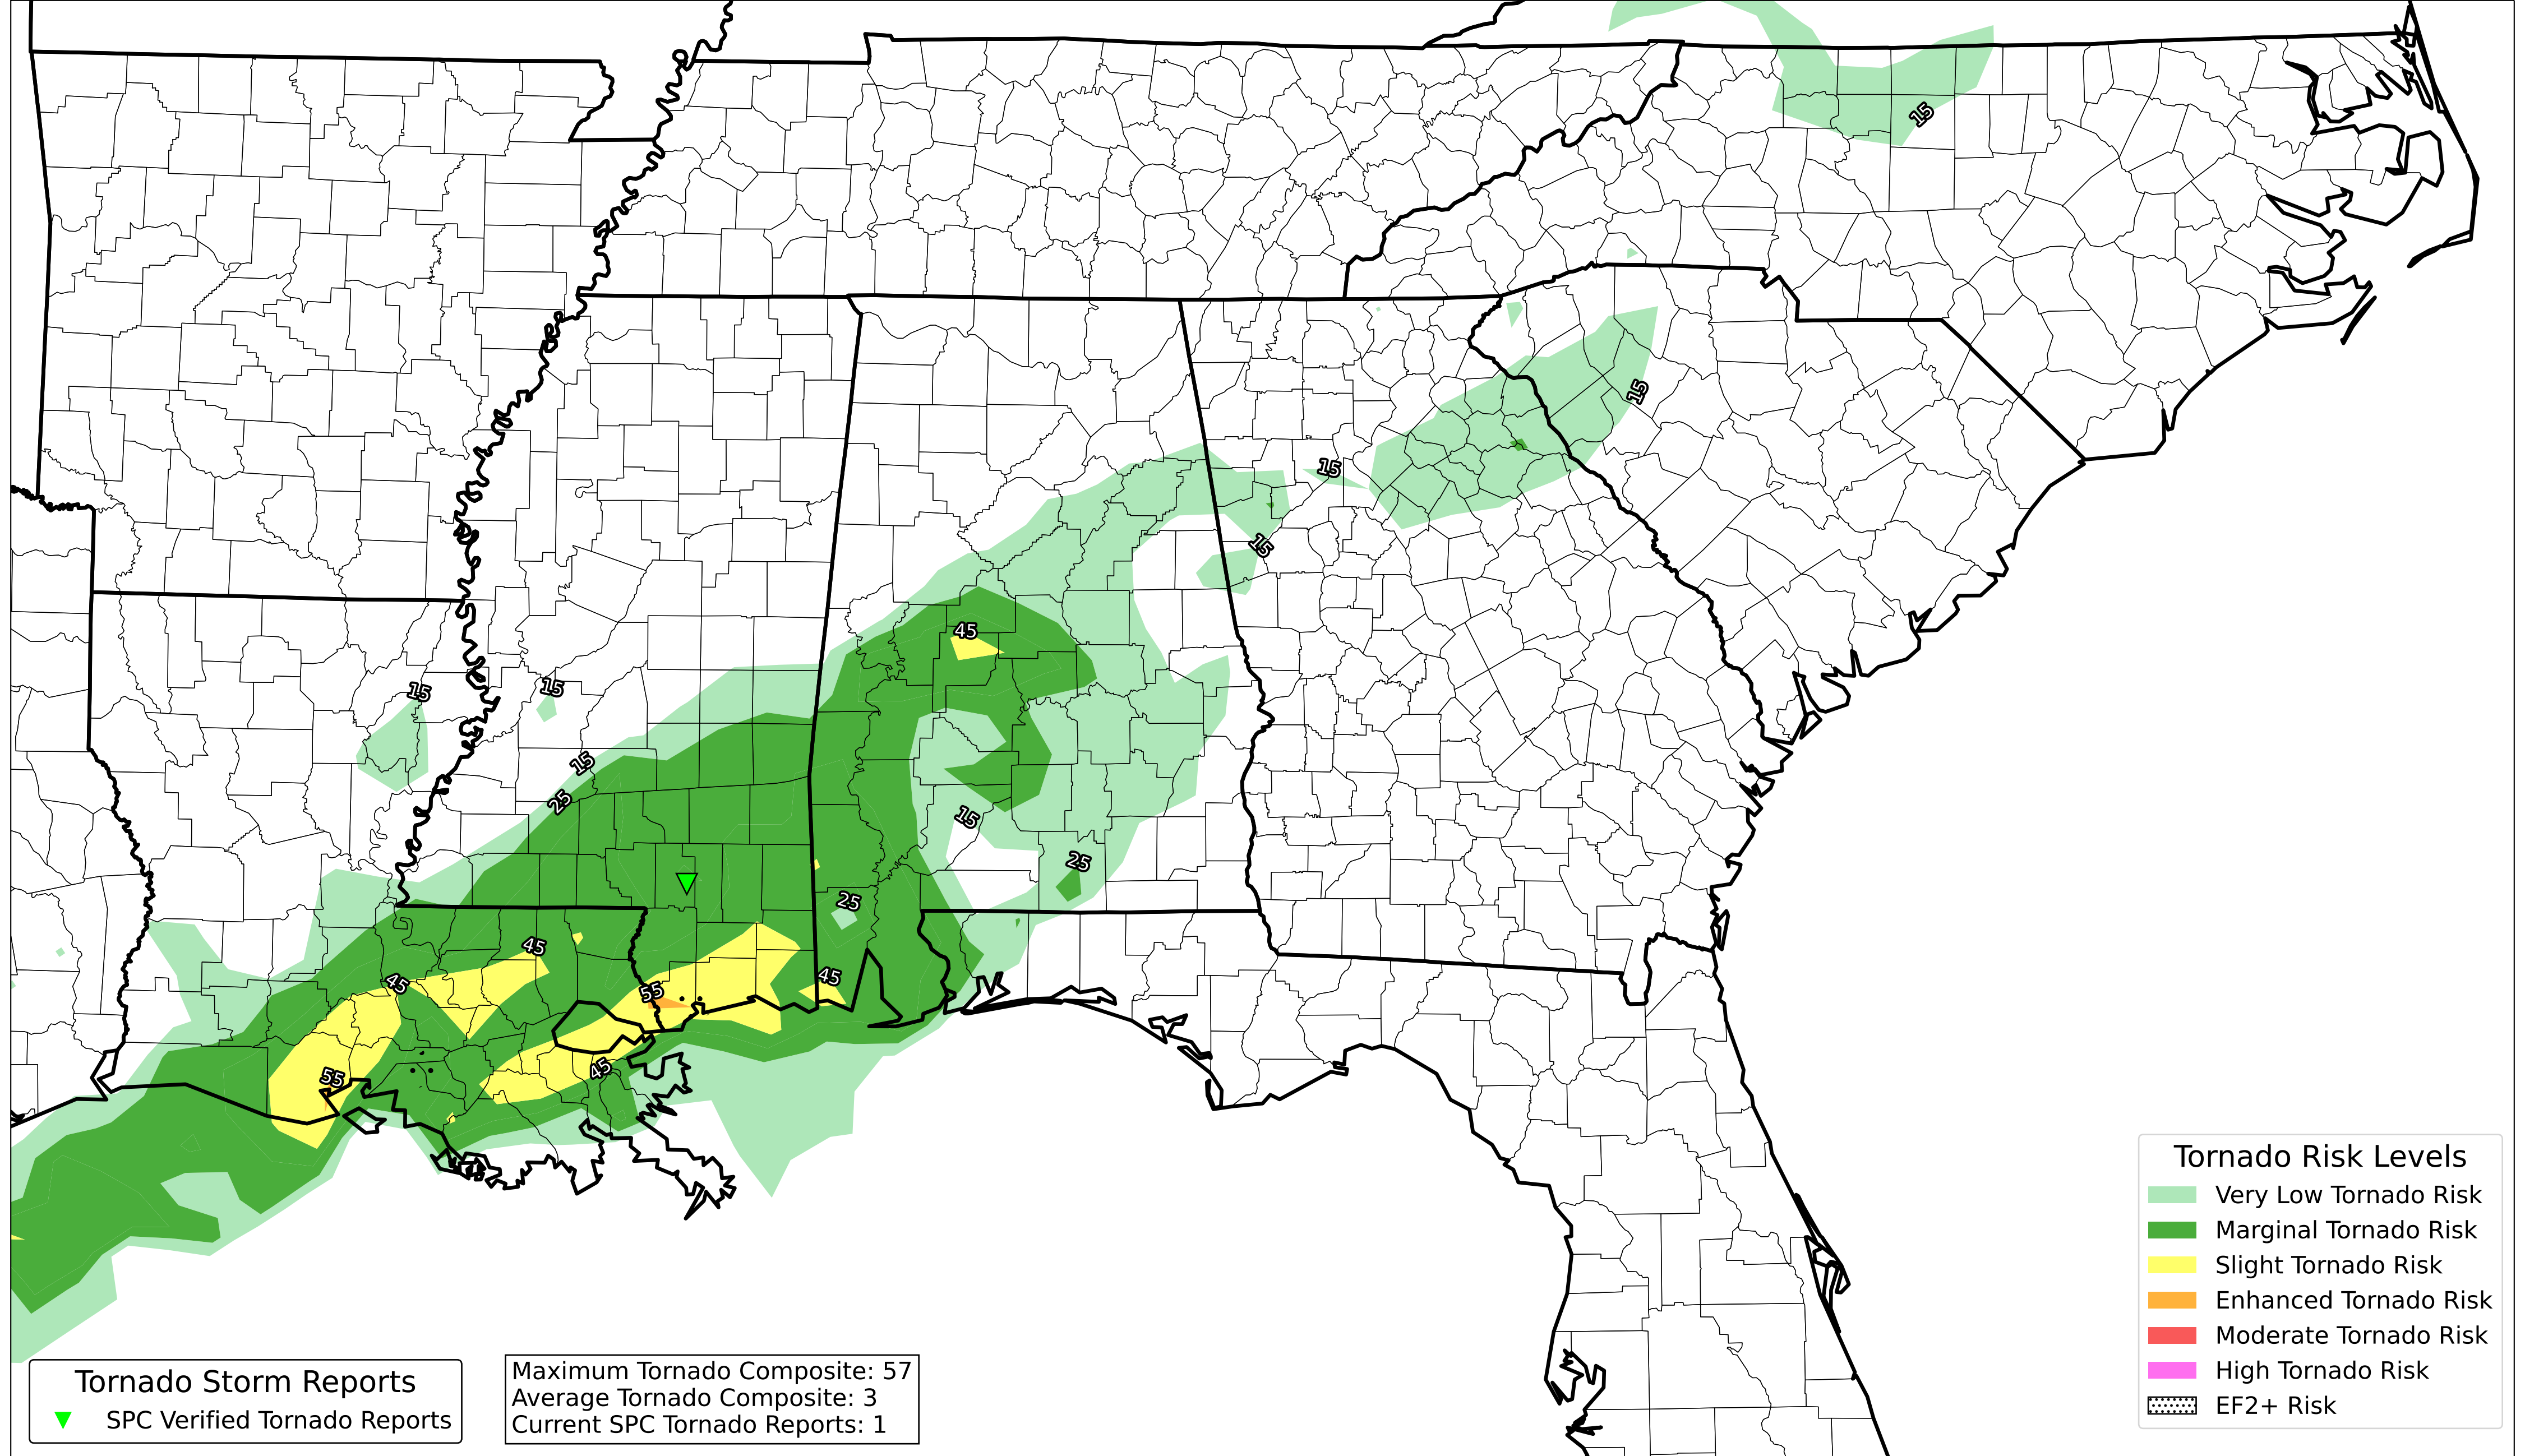 15
15
15
15
45
15
15
15
25
15
25
25
45
45
45
55
55
45
Tornado Risk Levels
Very Low Tornado Risk
Marginal Tornado Risk
Slight Tornado Risk
Enhanced Tornado Risk
Moderate Tornado Risk
High Tornado Risk
EF2+ Risk
Tornado Storm Reports
SPC Verified Tornado Reports
Maximum Tornado Composite: 57
Average Tornado Composite: 3
Current SPC Tornado Reports: 1